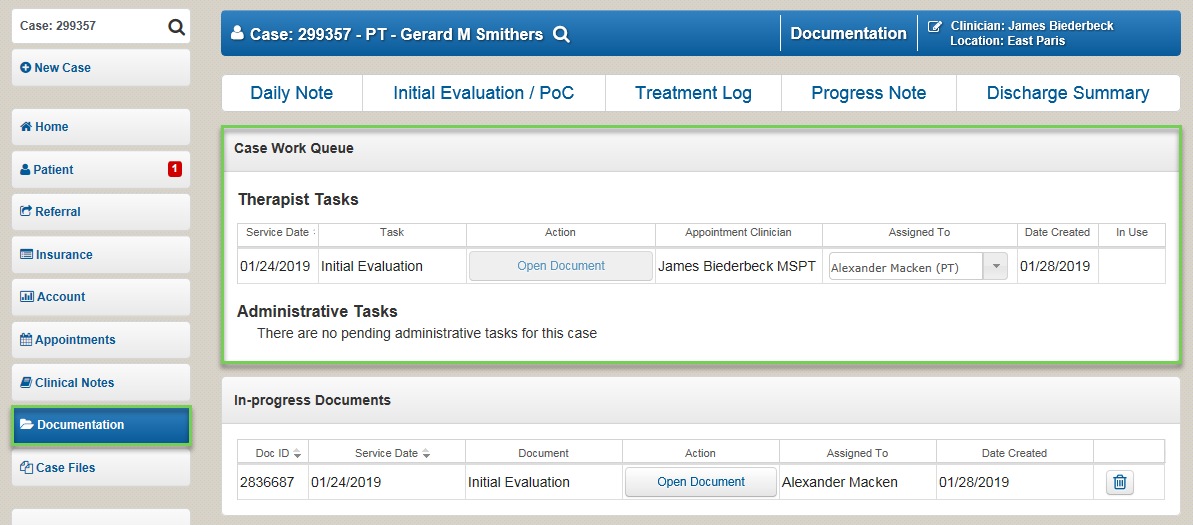 Case: 299357
New Case
Home
Patient 1
Referral
Insurance
Account
Appointments
Clinical Notes
Documentation
Case Files
Case: 299357 - PT - Gerard M Smithers
Documentation
Clinician: James Biederbeck
Location: East Paris
Daily Note Initial Evaluation / PoC Treatment Log Progress Note Discharge Summary
Case Work Queue
Therapist Tasks
Service Date Task Action Appointment Clinician Assigned To Date Created In Use
01/24/2019 Initial Evaluation Open Document James Biederbeck MSPT Alexander Macken (PT) 01/28/2019
Administrative Tasks
There are no pending administrative tasks for this case
In-progress Documents
Doc ID Service Date Document Action Assigned To Date Created
2836687 01/24/2019 Initial Evaluation Open Document Alexander Macken 01/28/2019